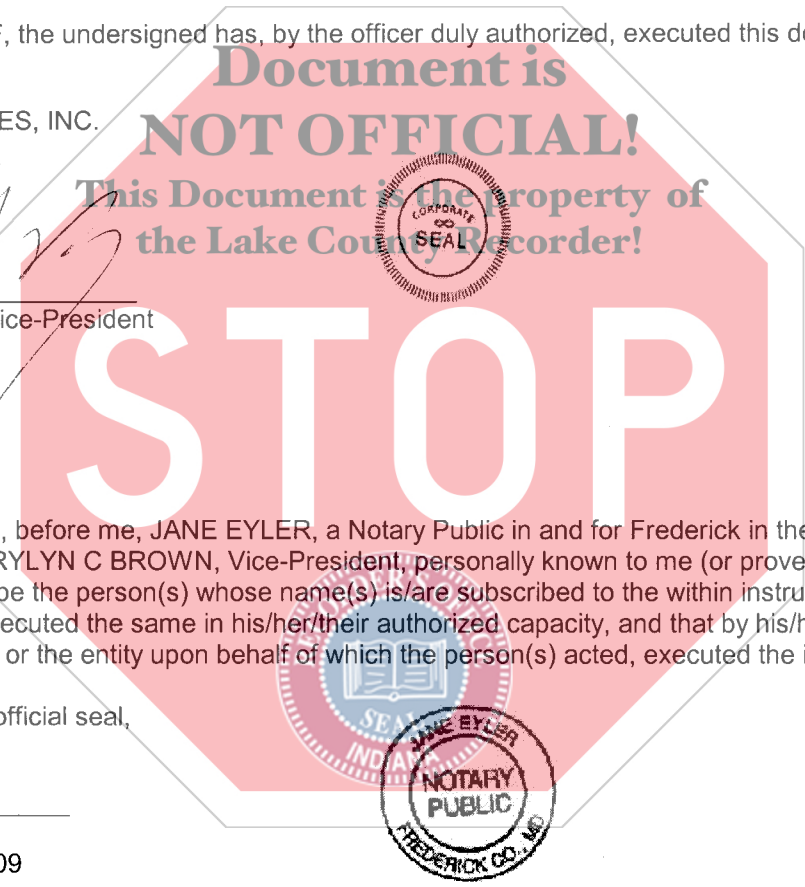 F, the undersigned has, by the officer duly authorized, executed this do
Document is
ES, INC.
NOT OFFICIAL!
This Document is the property of
the Lake County Recorder!
CORPORATE
SEAL
ice-President
STOP
, before me, JANE EYLER, a Notary Public in and for Frederick in the
RYLYN C BROWN, Vice-President, personally known to me (or prove
be the person(s) whose name(s) is/are subscribed to the within instru
ecuted the same in his/her/their authorized capacity, and that by his/h
or the entity upon behalf of which the person(s) acted, executed the i
SEAL
INDIANA
official seal,
JANE EYLER
NOTARY
PUBLIC
FREDERICK CO., MD
09